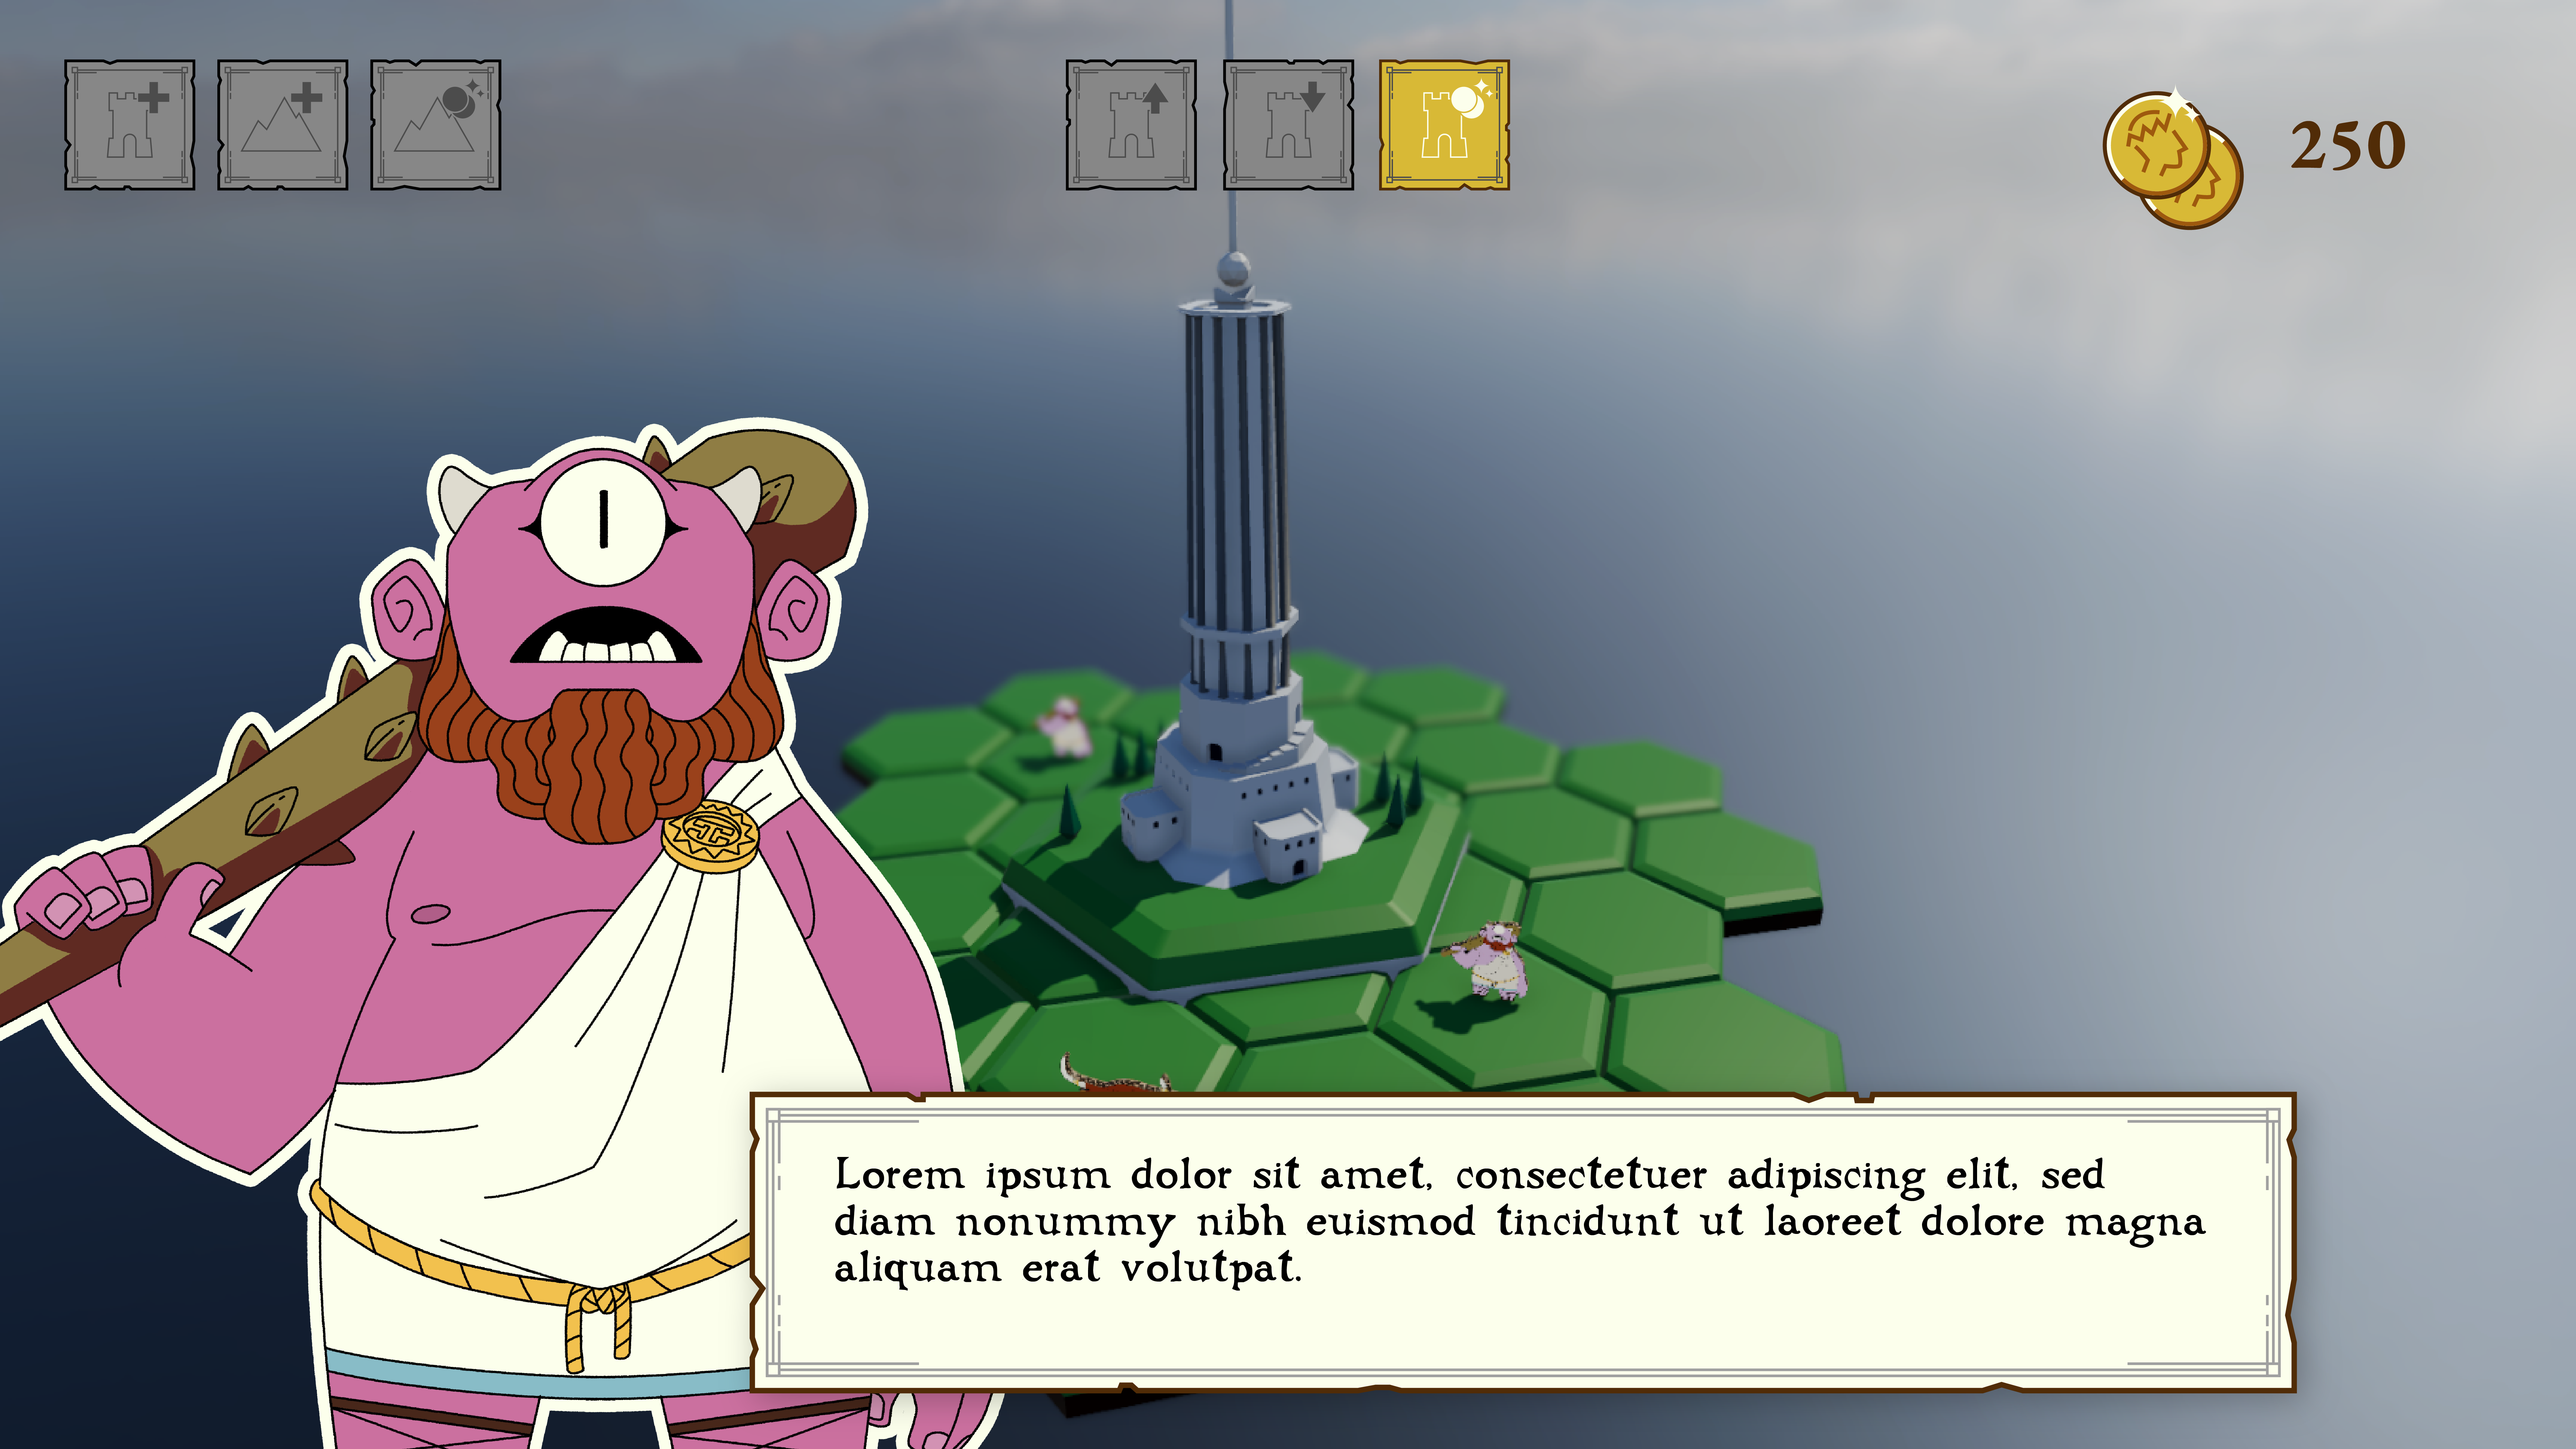 250
Lorem ipsum dolor sit amet, consectetuer adipiscing elit, sed
diam nonummy nibh euismod tincidunt ut laoreet dolore magna
aliquam erat volutpat.